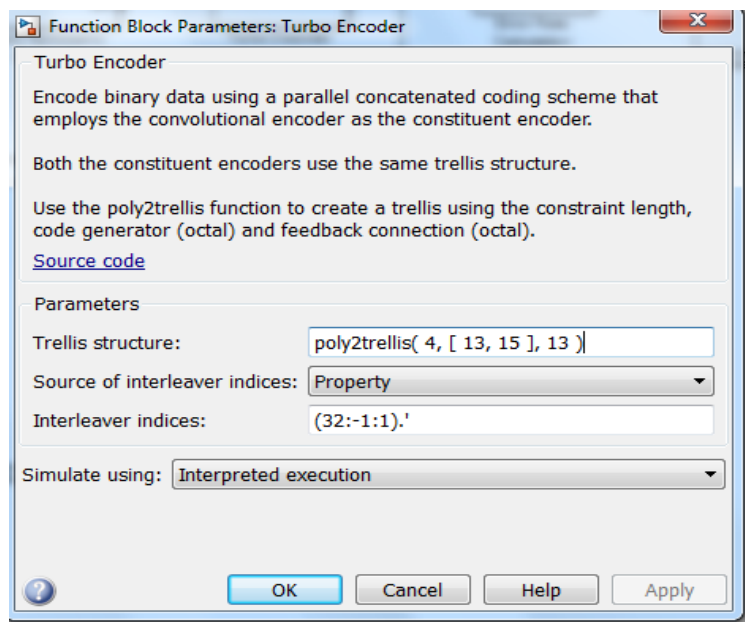 Function Block Parameters: Turbo Encoder
Turbo Encoder
Encode binary data using a parallel concatenated coding scheme that
employs the convolutional encoder as the constituent encoder.
Both the constituent encoders use the same trellis structure.
Use the poly2trellis function to create a trellis using the constraint length,
code generator (octal) and feedback connection (octal).
Source code
Parameters
Trellis structure: poly2trellis( 4, [ 13, 15 ], 13 )
Source of interleaver indices: Property
Interleaver indices: (32:-1:1).'
Simulate using: Interpreted execution
OK Cancel Help Apply